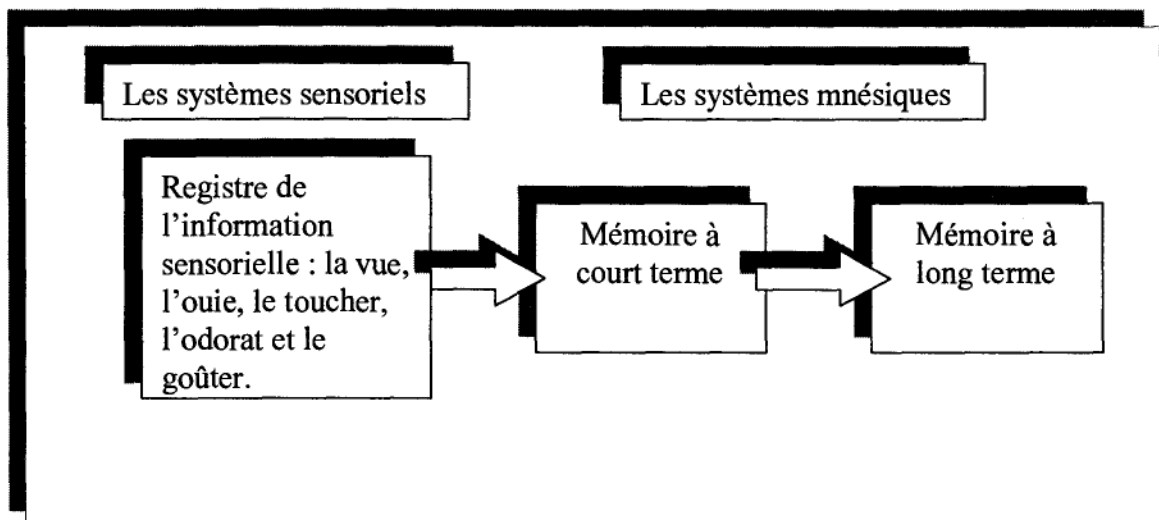 Les systèmes sensoriels
Les systèmes mnésiques
Registre de
l’information
sensorielle : la vue,
l’ouie, le toucher,
l’odorat et le
goûter.
Mémoire à
court terme
Mémoire à
long terme